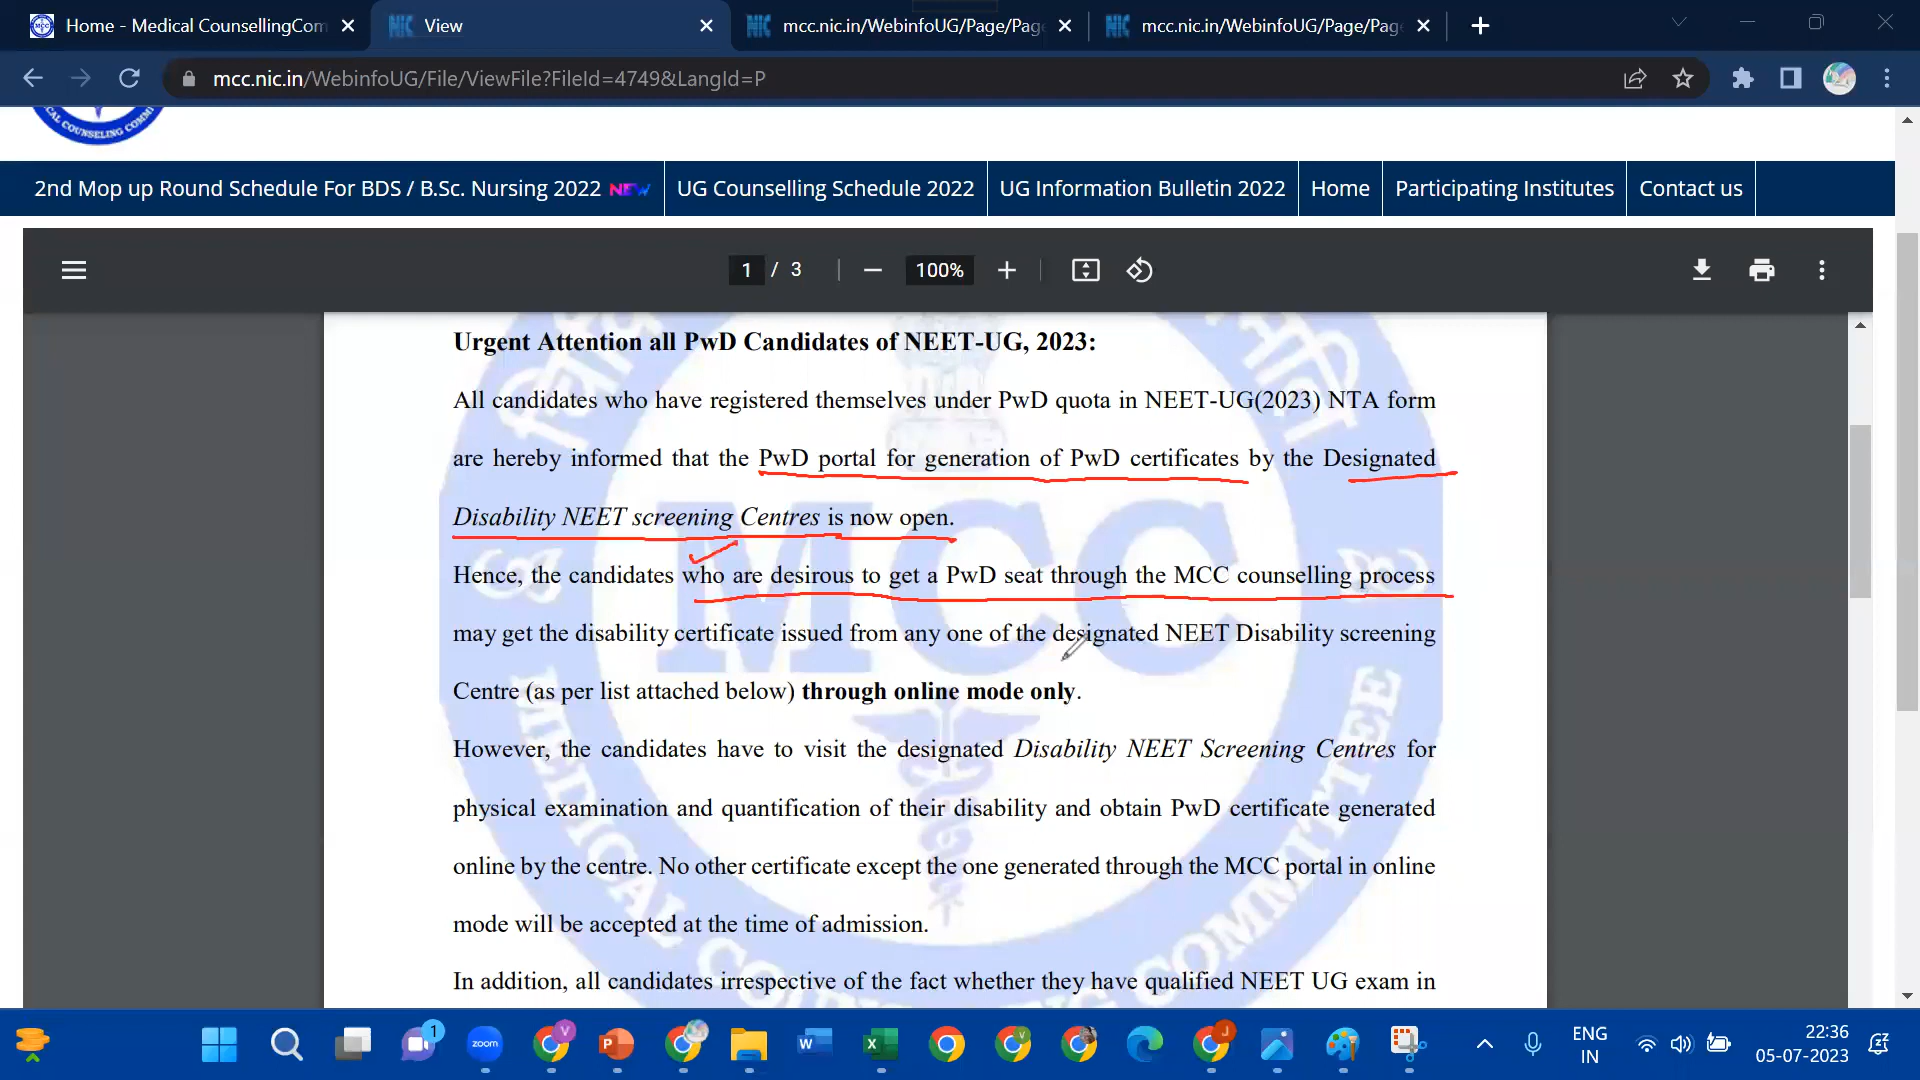 Home - Medical CounsellingCom
View
mcc.nic.in/WebinfoUG/Page/Page
mcc.nic.in/WebinfoUG/Page/Page
mcc.nic.in/WebinfoUG/File/ViewFile?FileId=4749&LangId=P
2nd Mop up Round Schedule For BDS / B.Sc. Nursing 2022 NEW
UG Counselling Schedule 2022
UG Information Bulletin 2022
Home
Participating Institutes
Contact us
1 / 3
100%
Urgent Attention all PwD Candidates of NEET-UG, 2023:
All candidates who have registered themselves under PwD quota in NEET-UG(2023) NTA form
are hereby informed that the PwD portal for generation of PwD certificates by the Designated
Disability NEET screening Centres is now open.
Hence, the candidates who are desirous to get a PwD seat through the MCC counselling process
may get the disability certificate issued from any one of the designated NEET Disability screening
Centre (as per list attached below) through online mode only.
However, the candidates have to visit the designated Disability NEET Screening Centres for
physical examination and quantification of their disability and obtain PwD certificate generated
online by the centre. No other certificate except the one generated through the MCC portal in online
mode will be accepted at the time of admission.
In addition, all candidates irrespective of the fact whether they have qualified NEET UG exam in
MCC
MEDICAL COUNSELING COMMITTEE
1
zoom
V
P
W
X
V
J
ENG
IN
22:36
05-07-2023